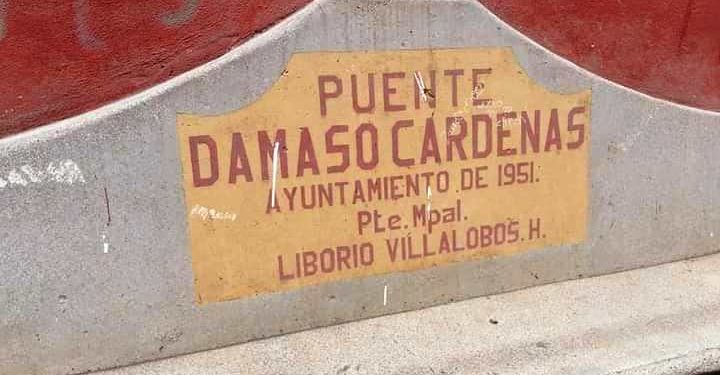 PUENTE
DAMASO CARDENAS
AYUNTAMIENTO DE 1951.
Pte. Mpal.
LIBORIO VILLALOBOS. H.